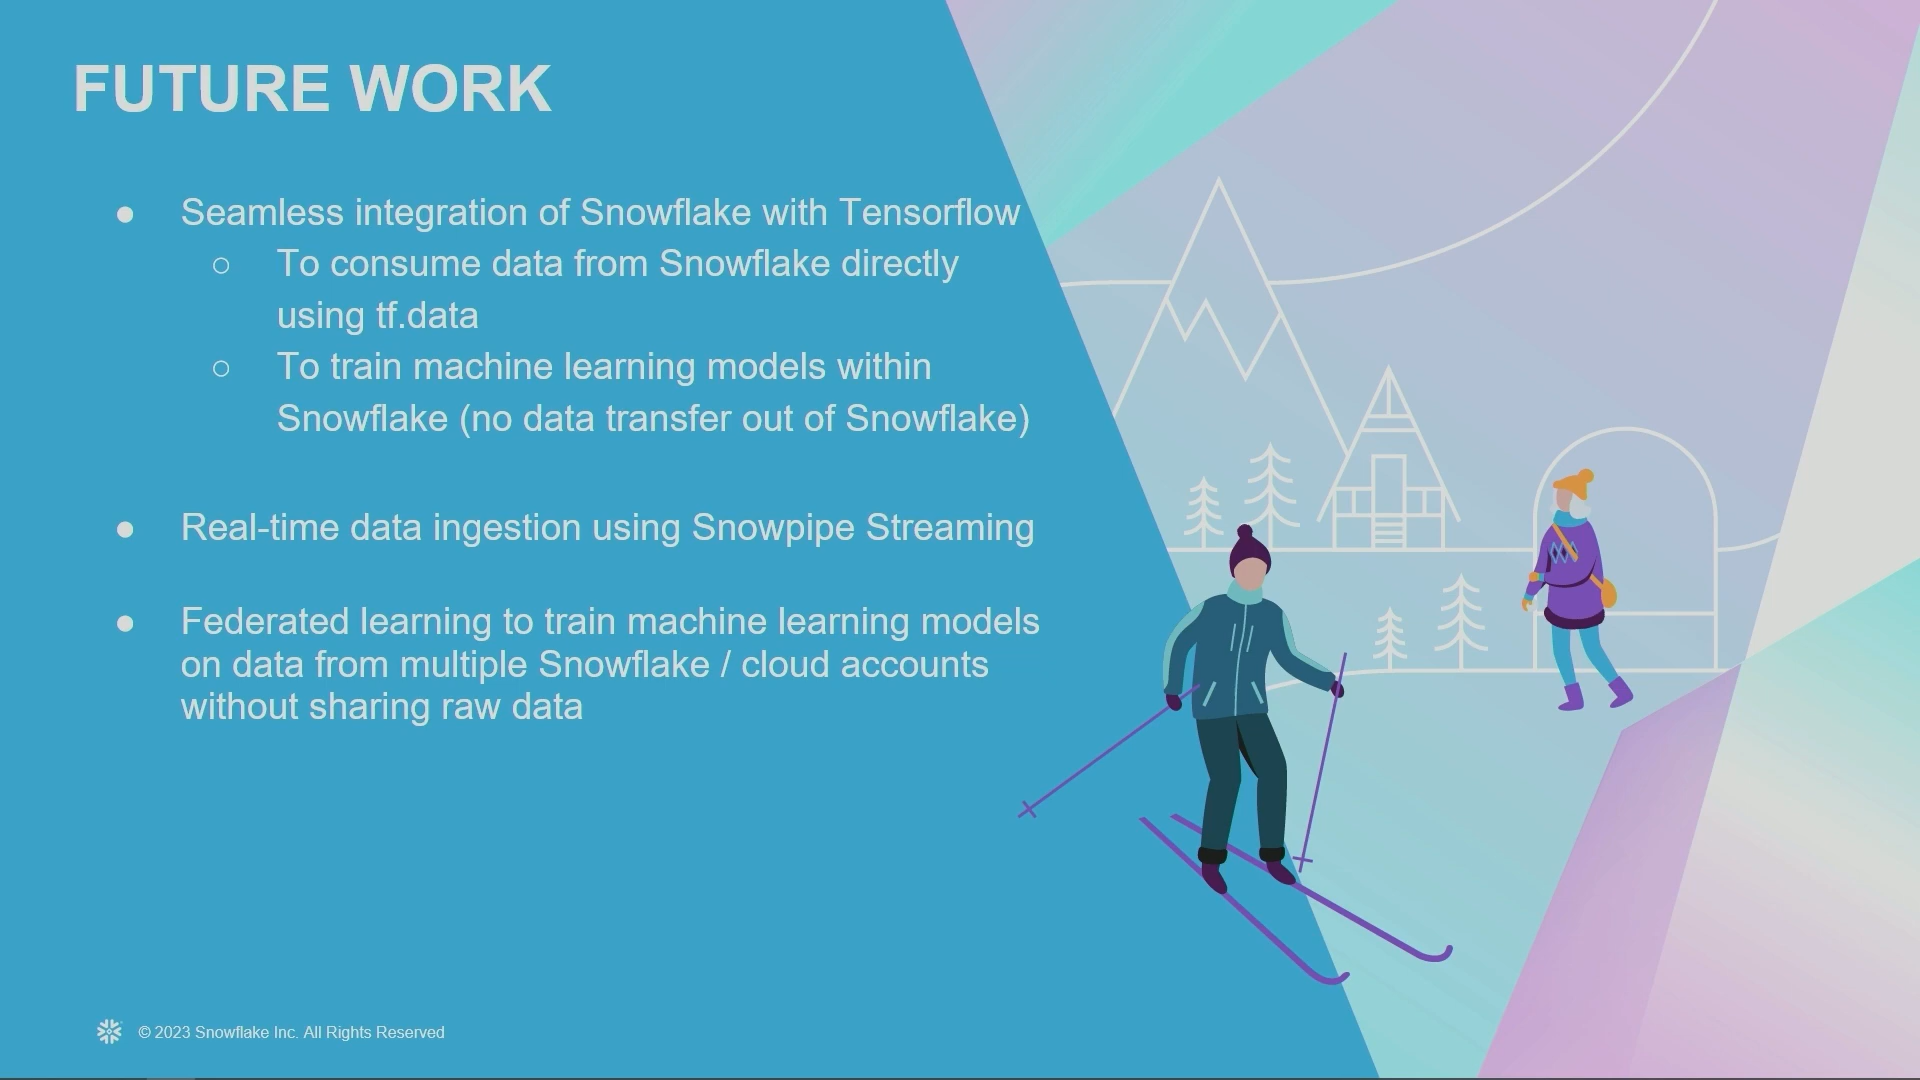 FUTURE WORK
● Seamless integration of Snowflake with Tensorflow
○ To consume data from Snowflake directly
using tf.data
○ To train machine learning models within
Snowflake (no data transfer out of Snowflake)
● Real-time data ingestion using Snowpipe Streaming
● Federated learning to train machine learning models
on data from multiple Snowflake / cloud accounts
without sharing raw data
© 2023 Snowflake Inc. All Rights Reserved